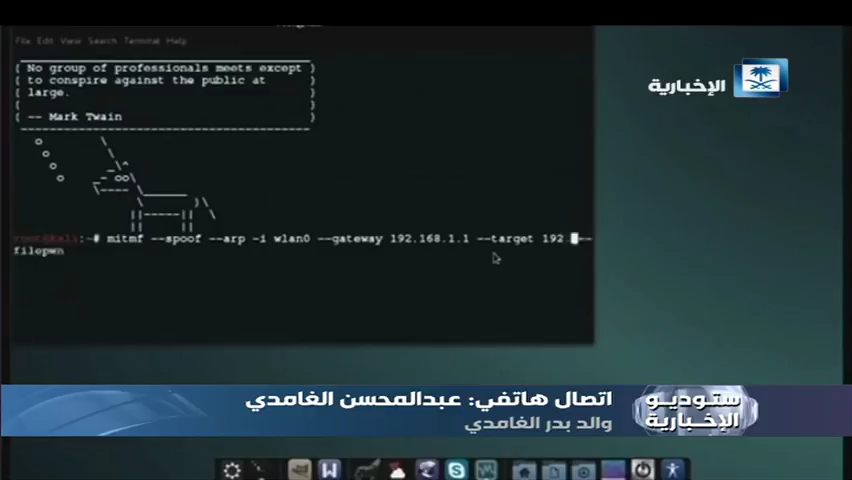 File Edit View Search Terminal Help
( No group of professionals meets except )
( to conspire against the public at )
( large. )
( )
( -- Mark Twain )
root@kali:~# mitmf --spoof --arp -i wlan0 --gateway 192.168.1.1 --target 192. --
filepwn
الإخبارية
اتصال هاتفي: عبدالمحسن الغامدي
والد بدر الغامدي
ستوديو
الإخبارية